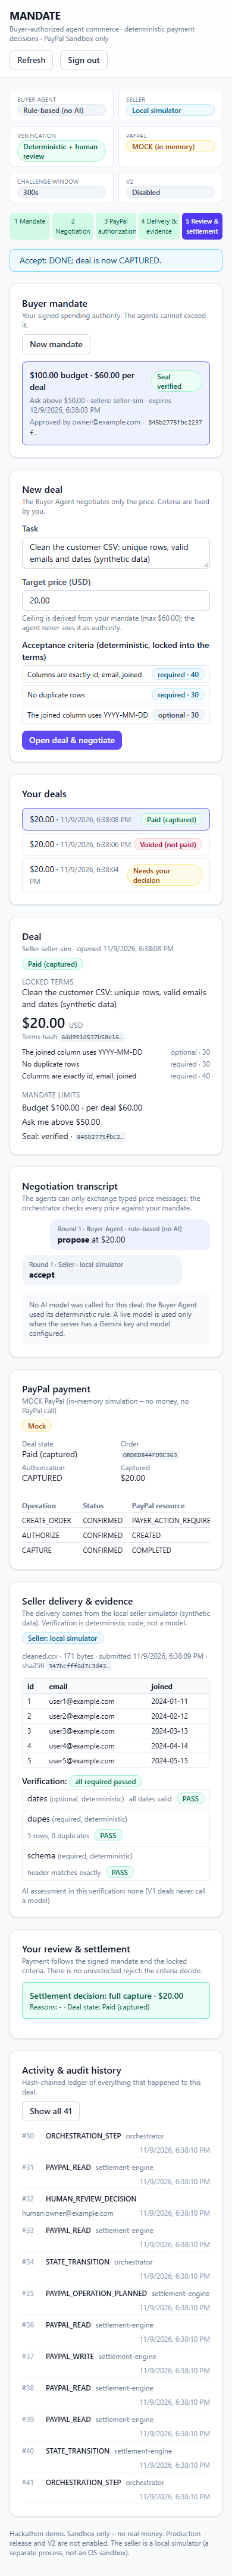 MANDATE
Buyer-authorized agent commerce · deterministic payment
decisions · PayPal Sandbox only
Refresh
Sign out
BUYER AGENT
Rule-based (no AI)
SELLER
Local simulator
VERIFICATION
Deterministic + human
review
PAYPAL
MOCK (in memory)
CHALLENGE WINDOW
300s
V2
Disabled
1 Mandate
2
Negotiation
3 PayPal
authorization
4 Delivery &
evidence
5 Review &
settlement
Accept: DONE; deal is now CAPTURED.
Buyer mandate
Your signed spending authority. The agents cannot exceed
it.
New mandate
$100.00 budget · $60.00 per
deal
Seal
verified
Ask above $50.00 · sellers: seller-sim · expires
12/9/2026, 6:38:03 PM
Approved by owner@example.com · 845b2775fbc2237
f…
New deal
The Buyer Agent negotiates only the price. Criteria are fixed
by you.
Task
Clean the customer CSV: unique rows, valid
emails and dates (synthetic data)
Target price (USD)
20.00
Ceiling is derived from your mandate (max $60.00); the
agent never sees it as authority.
Acceptance criteria (deterministic, locked into the
terms)
Columns are exactly id, email, joined
required · 40
No duplicate rows
required · 30
The joined column uses YYYY-MM-DD
optional · 30
Open deal & negotiate
Your deals
$20.00 · 11/9/2026, 6:38:08 PM
Paid (captured)
$20.00 · 11/9/2026, 6:38:06 PM
Voided (not paid)
$20.00 · 11/9/2026, 6:38:04
PM
Needs your
decision
Deal
Seller seller-sim · opened 11/9/2026, 6:38:08 PM
Paid (captured)
LOCKED TERMS
Clean the customer CSV: unique rows, valid emails
and dates (synthetic data)
$20.00 USD
Terms hash 6dd991d537b58e16…
The joined column uses YYYY-MM-DD
optional · 30
No duplicate rows
required · 30
Columns are exactly id, email, joined
required · 40
MANDATE LIMITS
Budget $100.00 · per deal $60.00
Ask me above $50.00
Seal: verified · 845b2775fbc2…
Negotiation transcript
The agents can only exchange typed price messages; the
orchestrator checks every price against your mandate.
Round 1 · Buyer Agent · rule-based (no AI)
propose at $20.00
Round 1 · Seller · local simulator
accept
No AI model was called for this deal: the Buyer Agent
used its deterministic rule. A live model is used only
when the server has a Gemini key and model
configured.
PayPal payment
MOCK PayPal (in-memory simulation – no money, no
PayPal call)
Mock
Deal state
Paid (captured)
Order
ORDED844FD9C363
Authorization
CAPTURED
Captured
$20.00
Operation Status PayPal resource
CREATE_ORDER CONFIRMED PAYER_ACTION_REQUIRE
AUTHORIZE CONFIRMED CREATED
CAPTURE CONFIRMED COMPLETED
Seller delivery & evidence
The delivery comes from the local seller simulator (synthetic
data). Verification is deterministic code, not a model.
Seller: local simulator
cleaned.csv · 171 bytes · submitted 11/9/2026, 6:38:09 PM ·
sha256 347bcfff6d7c3d43…
id email joined
1 user1@example.com 2024-01-11
2 user2@example.com 2024-02-12
3 user3@example.com 2024-03-13
4 user4@example.com 2024-04-14
5 user5@example.com 2024-05-15
Verification: all required passed
dates (optional, deterministic) all dates valid PASS
dupes (required, deterministic)
5 rows, 0 duplicates PASS
schema (required, deterministic)
header matches exactly PASS
AI assessment in this verification: none (V1 deals never call
a model)
Your review & settlement
Payment follows the signed mandate and the locked
criteria. There is no unrestricted reject: the criteria decide.
Settlement decision: full capture · $20.00
Reasons: - · Deal state: Paid (captured)
Activity & audit history
Hash-chained ledger of everything that happened to this
deal.
Show all 41
#30 ORCHESTRATION_STEP orchestrator
11/9/2026, 6:38:10 PM
#31 PAYPAL_READ settlement-engine
11/9/2026, 6:38:10 PM
#32 HUMAN_REVIEW_DECISION
human:owner@example.com 11/9/2026, 6:38:10 PM
#33 PAYPAL_READ settlement-engine
11/9/2026, 6:38:10 PM
#34 STATE_TRANSITION orchestrator
11/9/2026, 6:38:10 PM
#35 PAYPAL_OPERATION_PLANNED settlement-engine
11/9/2026, 6:38:10 PM
#36 PAYPAL_READ settlement-engine
11/9/2026, 6:38:10 PM
#37 PAYPAL_WRITE settlement-engine
11/9/2026, 6:38:10 PM
#38 PAYPAL_READ settlement-engine
11/9/2026, 6:38:10 PM
#39 PAYPAL_READ settlement-engine
11/9/2026, 6:38:10 PM
#40 STATE_TRANSITION settlement-engine
11/9/2026, 6:38:10 PM
#41 ORCHESTRATION_STEP orchestrator
11/9/2026, 6:38:10 PM
Hackathon demo. Sandbox only – no real money. Production
release and V2 are not enabled. The seller is a local simulator (a
separate process, not an OS sandbox).